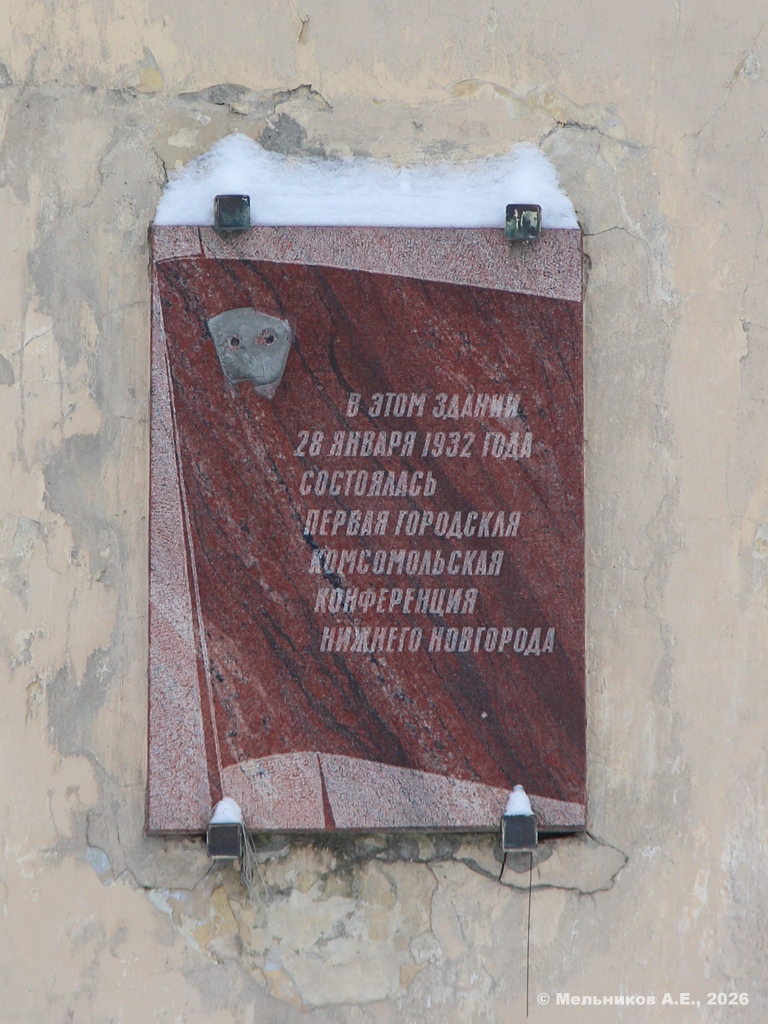 В ЭТОМ ЗДАНИИ
28 ЯНВАРЯ 1932 ГОДА
СОСТОЯЛАСЬ
ПЕРВАЯ ГОРОДСКАЯ
КОМСОМОЛЬСКАЯ
КОНФЕРЕНЦИЯ
НИЖНЕГО НОВГОРОДА
© Мельников А.Е., 2026